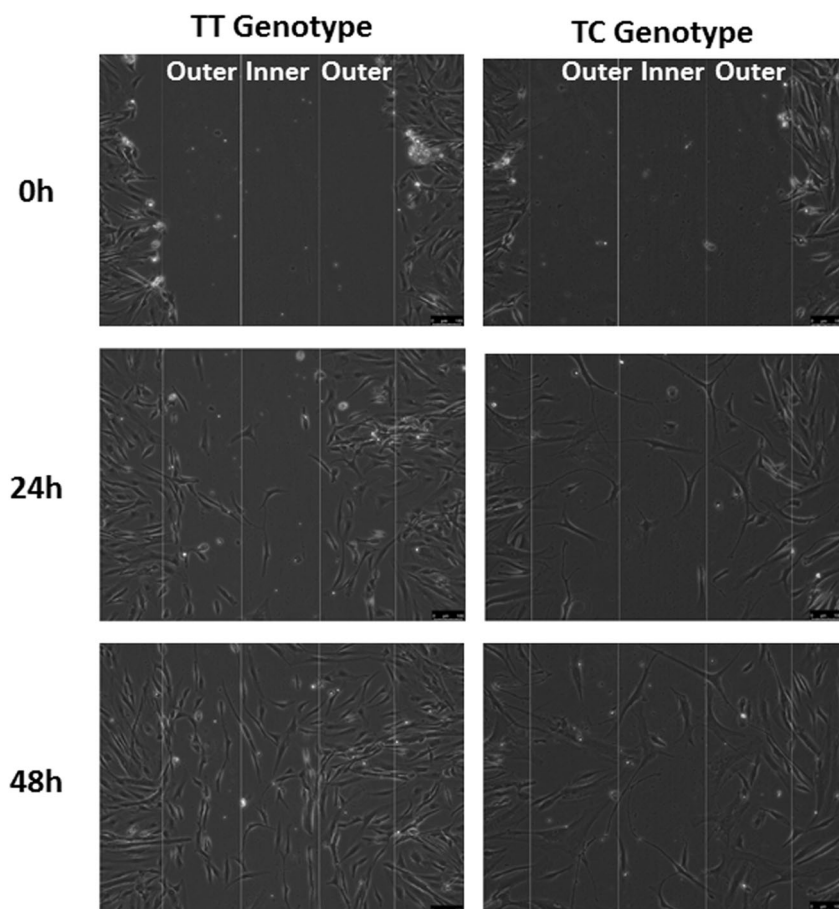 TT Genotype
TC Genotype
Outer Inner Outer
Outer Inner Outer
0h
24h
48h